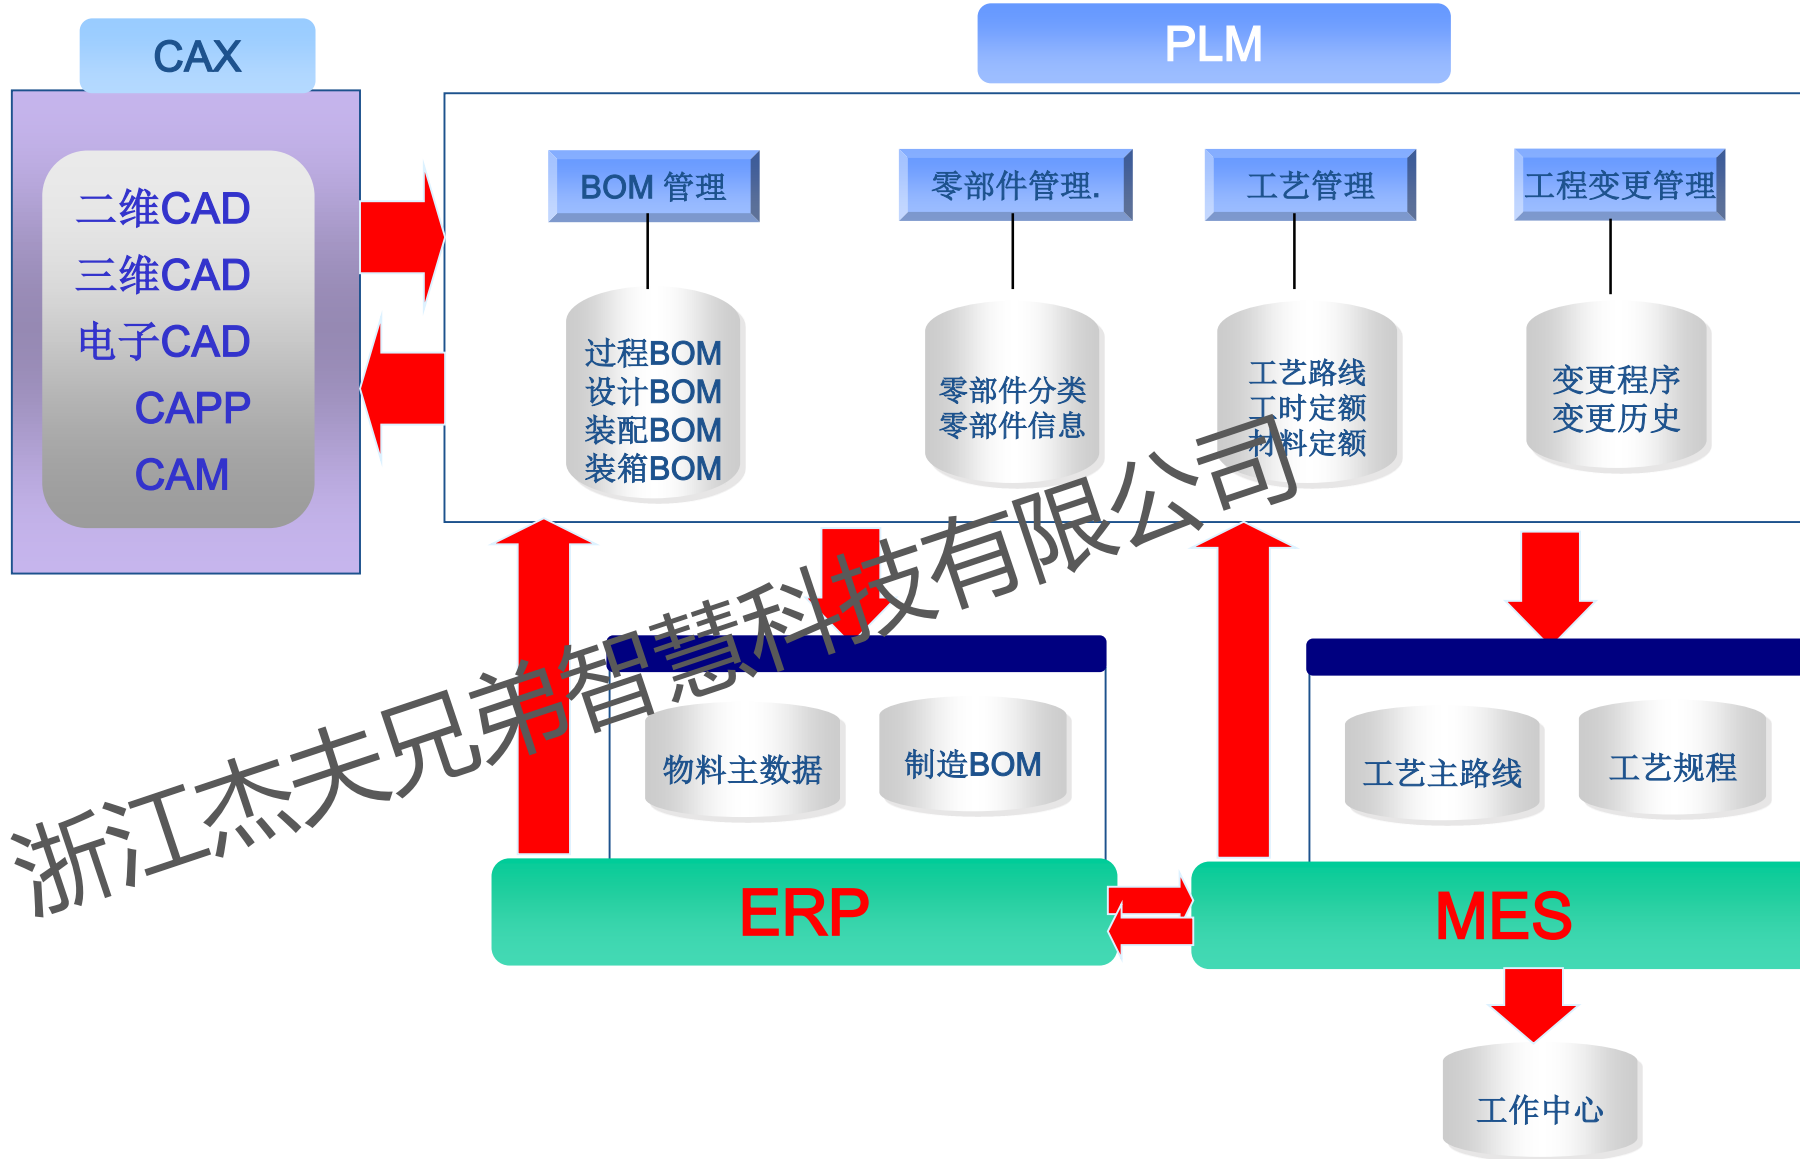 CAX
PLM
二维CAD
三维CAD
电子CAD
CAPP
CAM
BOM 管理
零部件管理.
工艺管理
工程变更管理
过程BOM
设计BOM
装配BOM
装箱BOM
零部件分类
零部件信息
工艺路线
工时定额
材料定额
变更程序
变更历史
浙江杰夫兄弟智慧科技有限公司
物料主数据
制造BOM
工艺主路线
工艺规程
ERP
MES
工作中心